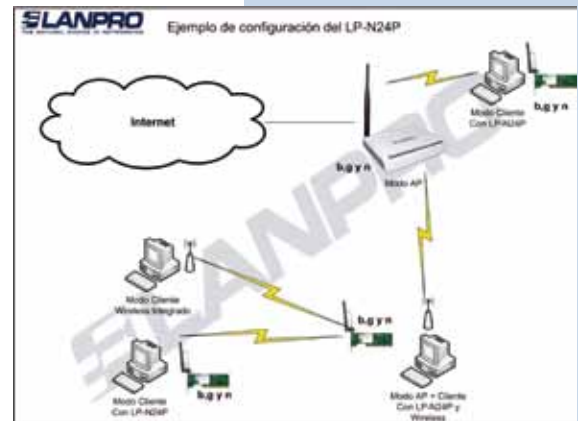 LANPRO
Ejemplo de configuración del LP-N24P
Internet
b,g y n
Modo Cliente
Con LP-N24P
b,g y n
Modo AP
LANPRO
Modo Cliente
Wireless Integrado
b,g y n
Modo Cliente
Con LP-N24P
b,g y n
Modo AP + Cliente
Con LP-N24P y
Wireless